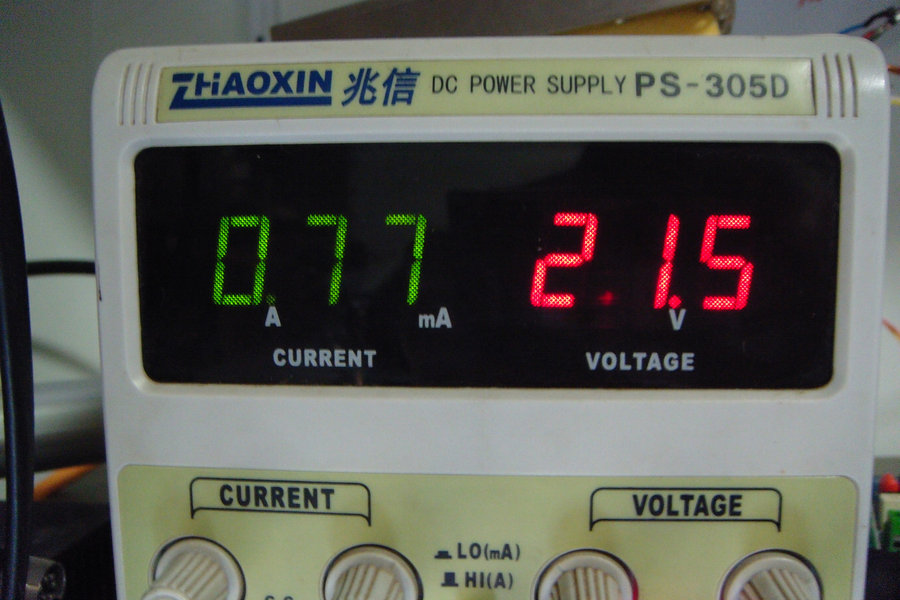 ZHAOXIN 兆信 DC POWER SUPPLY PS-305D
0.77 21.5
A mA V
CURRENT VOLTAGE
CURRENT VOLTAGE
LO(mA)
HI(A)